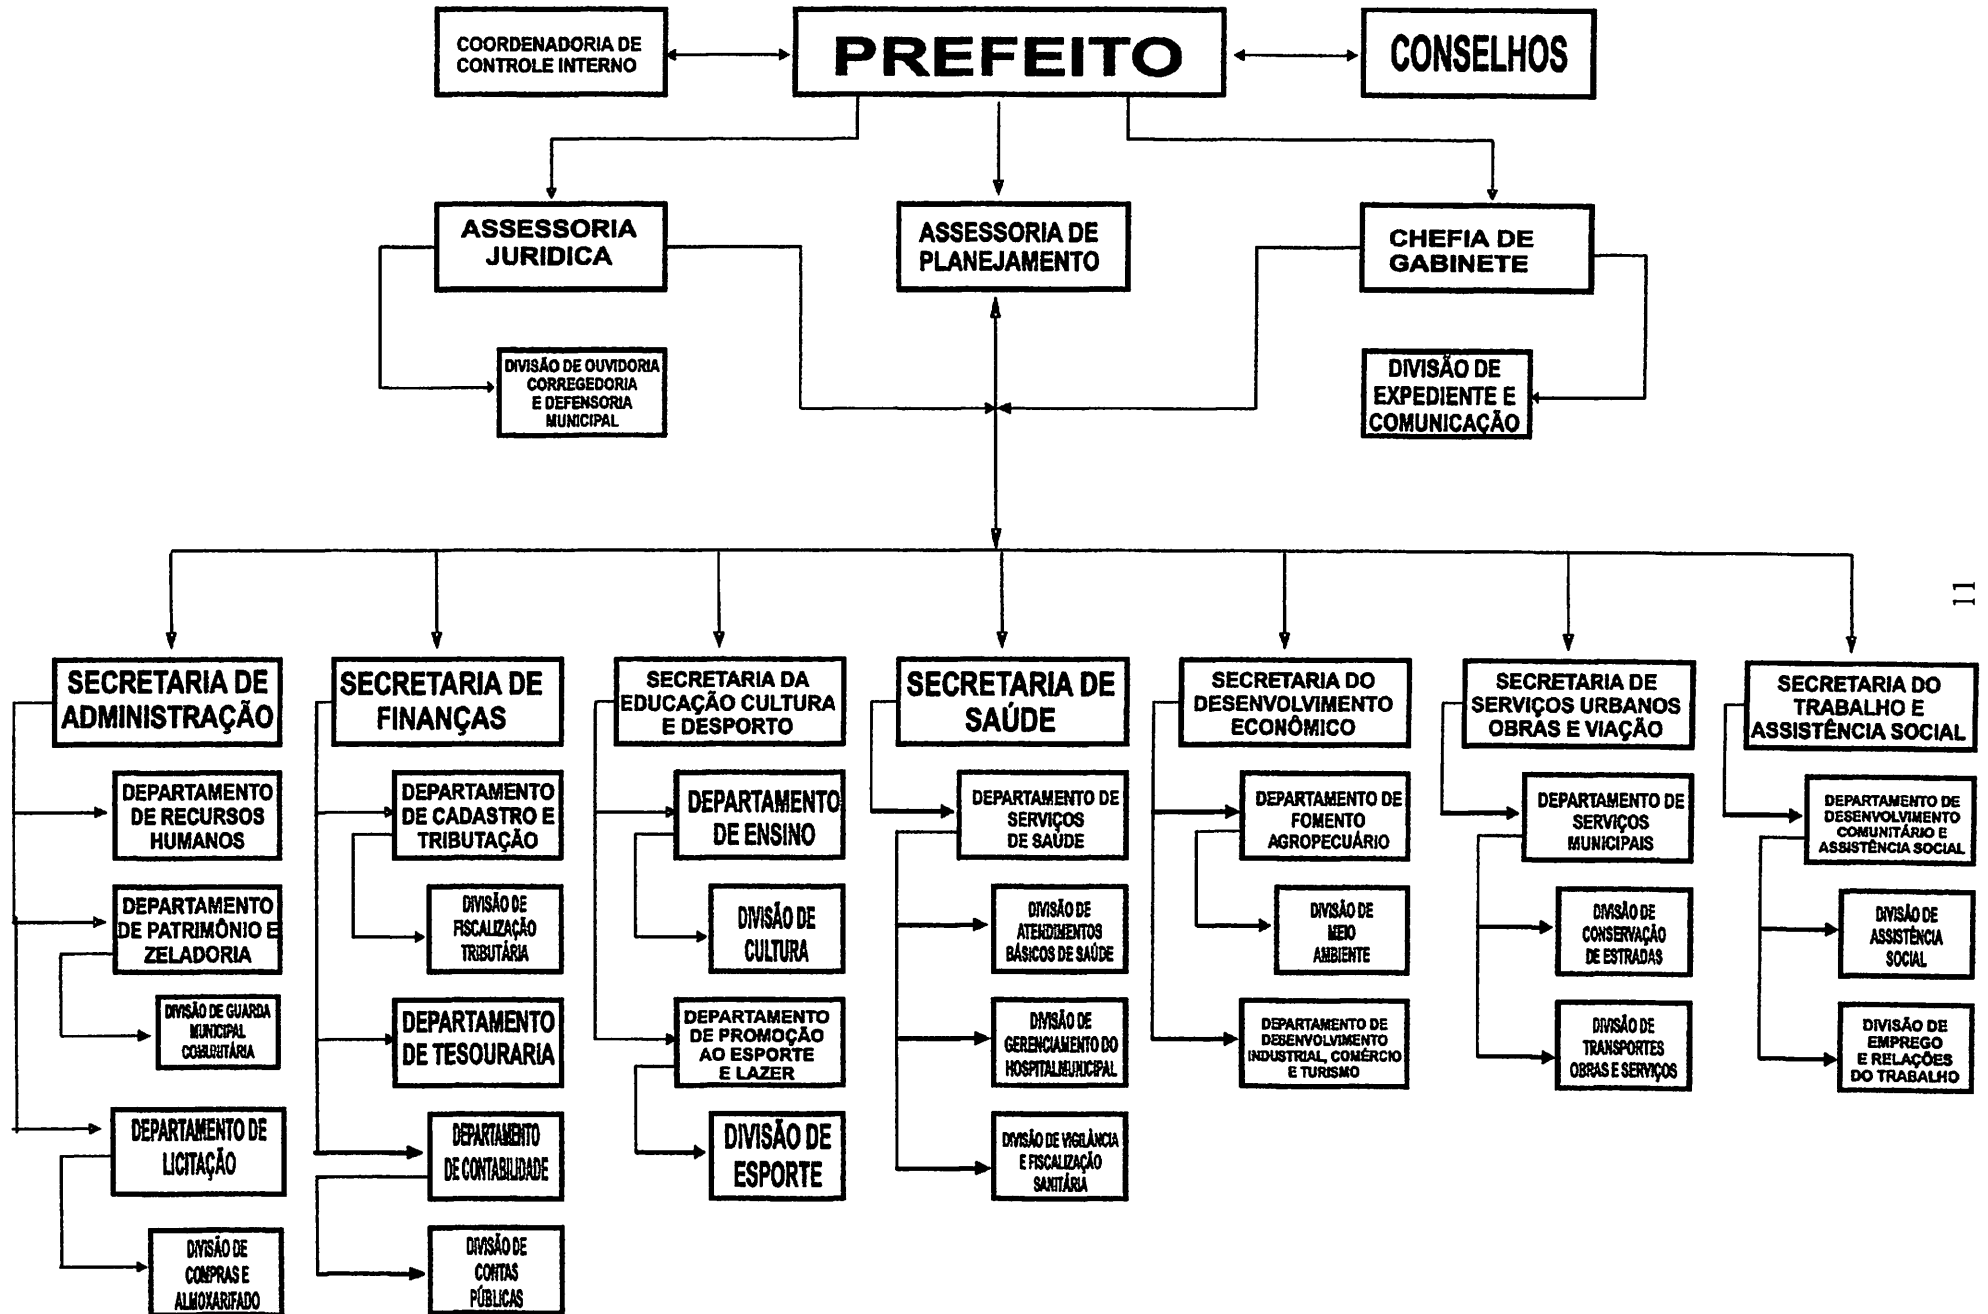 COORDENADORIA DE
CONTROLE INTERNO
PREFEITO
CONSELHOS
ASSESSORIA
JURIDICA
ASSESSORIA DE
PLANEJAMENTO
CHEFIA DE
GABINETE
DIVISÃO DE OUVIDORIA
CORREGEDORIA
E DEFENSORIA
MUNICIPAL
DIVISÃO DE
EXPEDIENTE E
COMUNICAÇÃO
11
SECRETARIA DE
ADMINISTRAÇÃO
SECRETARIA DE
FINANÇAS
SECRETARIA DA
EDUCAÇÃO CULTURA
E DESPORTO
SECRETARIA DE
SAÚDE
SECRETARIA DO
DESENVOLVIMENTO
ECONÔMICO
SECRETARIA DE
SERVIÇOS URBANOS
OBRAS E VIAÇÃO
SECRETARIA DO
TRABALHO E
ASSISTÊNCIA SOCIAL
DEPARTAMENTO
DE RECURSOS
HUMANOS
DEPARTAMENTO
DE CADASTRO E
TRIBUTAÇÃO
DEPARTAMENTO
DE ENSINO
DEPARTAMENTO DE
SERVIÇOS
DE SAÚDE
DEPARTAMENTO DE
FOMENTO
AGROPECUÁRIO
DEPARTAMENTO DE
SERVIÇOS
MUNICIPAIS
DEPARTAMENTO DE
DESENVOLVIMENTO
COMUNITÁRIO E
ASSISTÊNCIA SOCIAL
DEPARTAMENTO
DE PATRIMÔNIO E
ZELADORIA
DIVISÃO DE
FISCALIZAÇÃO
TRIBUTÁRIA
DIVISÃO DE
CULTURA
DIVISÃO DE
ATENDIMENTOS
BÁSICOS DE SAÚDE
DIVISÃO DE
MEIO
AMBIENTE
DIVISÃO DE
CONSERVAÇÃO
DE ESTRADAS
DIVISÃO DE
ASSISTÊNCIA
SOCIAL
DIVISÃO DE GUARDA
MUNICIPAL
COMUNITÁRIA
DEPARTAMENTO
DE TESOURARIA
DEPARTAMENTO
DE PROMOÇÃO
AO ESPORTE
E LAZER
DIVISÃO DE
GERENCIAMENTO DO
HOSPITALMUNICIPAL
DEPARTAMENTO DE
DESENVOLVIMENTO
INDUSTRIAL, COMÉRCIO
E TURISMO
DIVISÃO DE
TRANSPORTES
OBRAS E SERVIÇOS
DIVISÃO DE
EMPREGO
E RELAÇÕES
DO TRABALHO
DEPARTAMENTO DE
LICITAÇÃO
DEPARTAMENTO
DE CONTABILIDADE
DIVISÃO DE
ESPORTE
DIVISÃO DE VIGILÂNCIA
E FISCALIZAÇÃO
SANITÁRIA
DIVISÃO DE
COMPRAS E
ALMOXARIFADO
DIVISÃO DE
CONTAS
PÚBLICAS